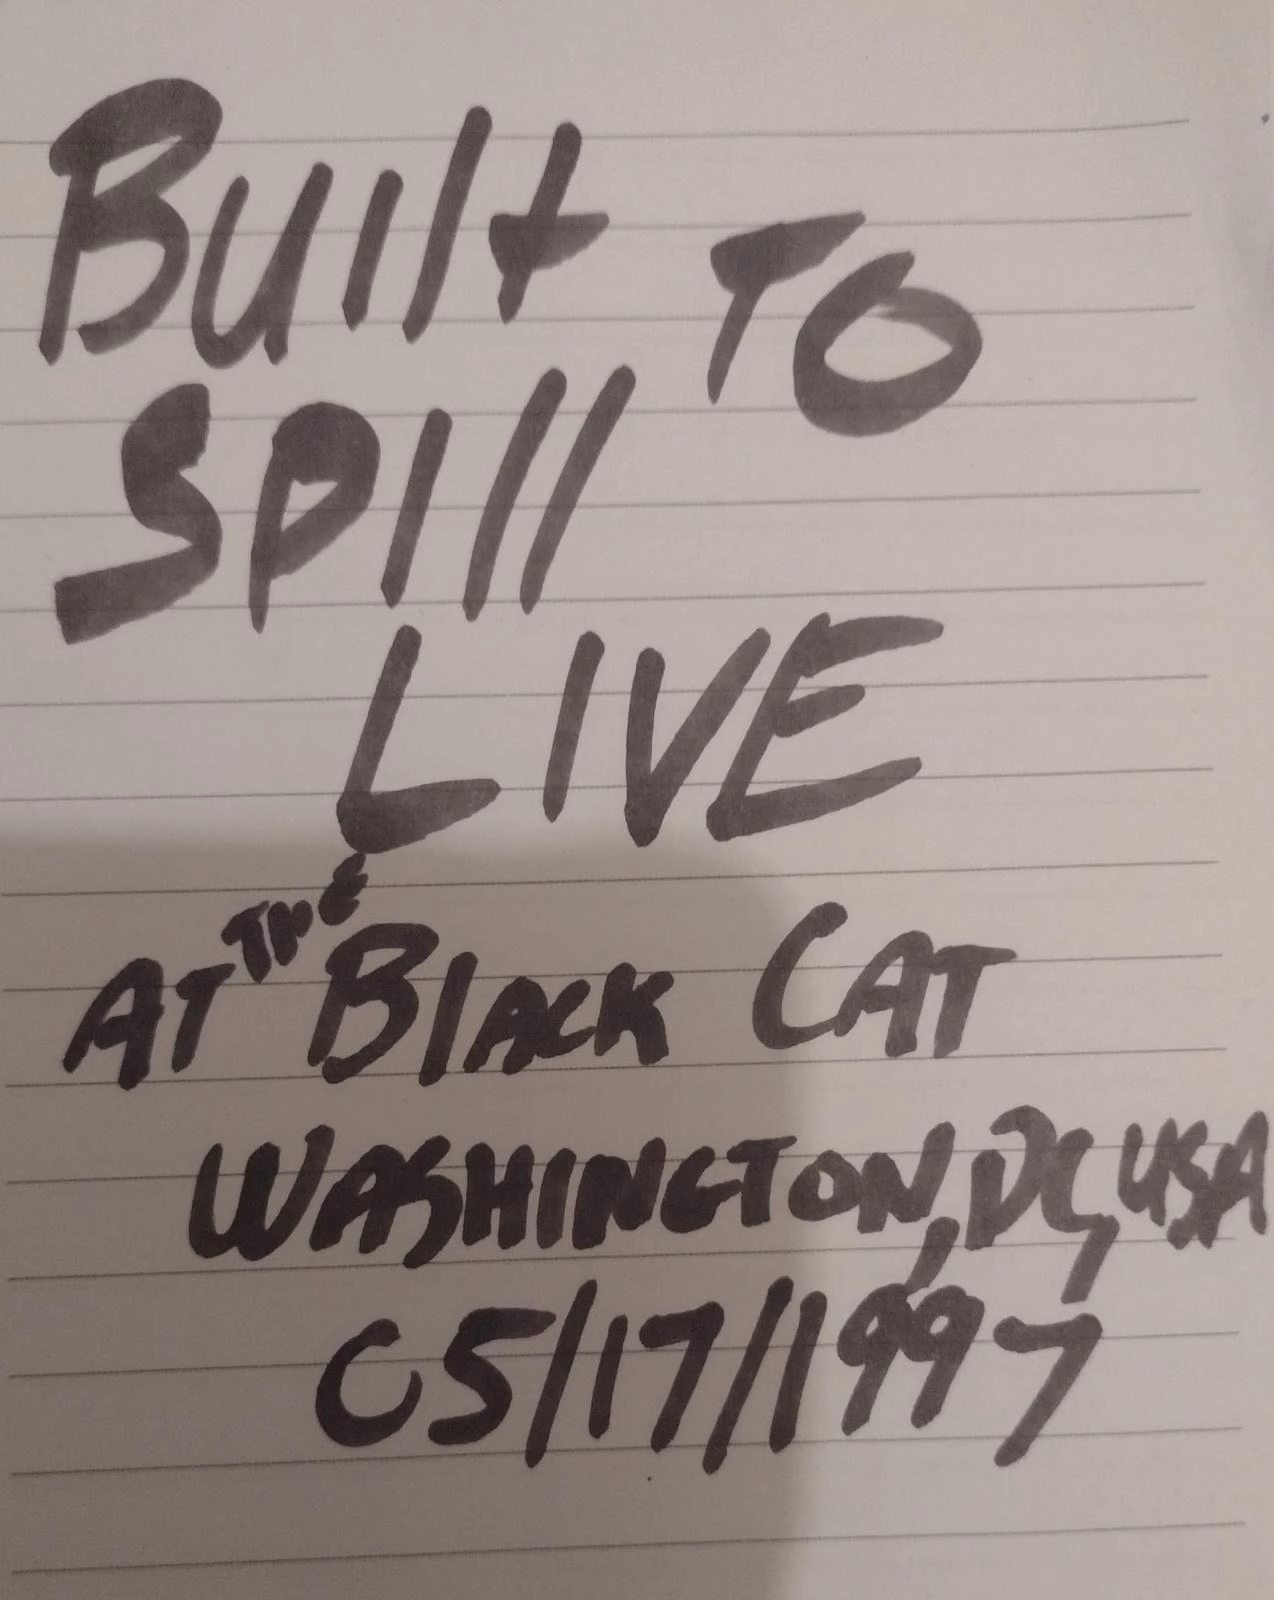 Built TO
SPIll
LIVE
AT THE BlACK CAT
WASHINGTON, DC, USA
05/17/1997